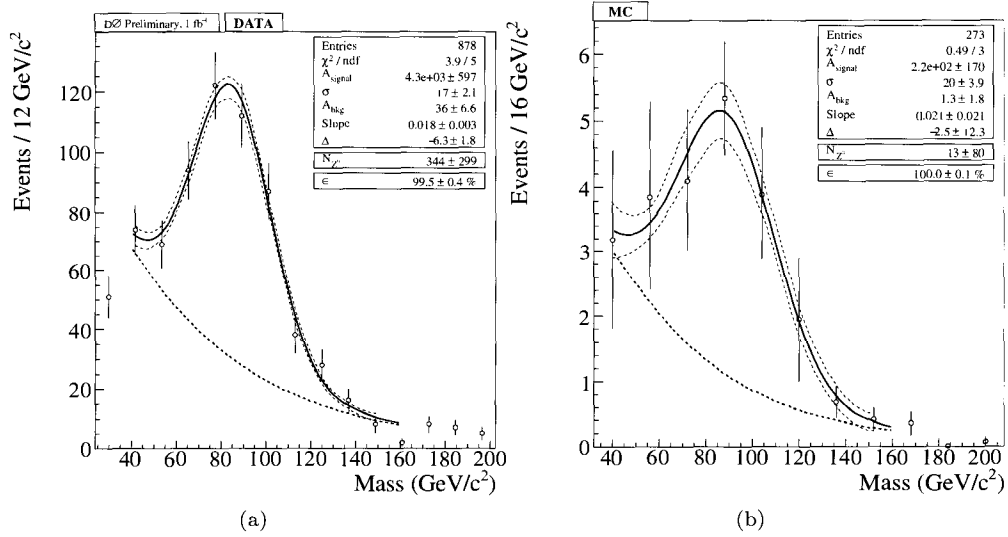 DØ Preliminary, 1 fb⁻¹
DATA
Entries 878
χ² / ndf 3.9 / 5
A_signal 4.3e+03 ± 597
σ 17 ± 2.1
A_bkg 36 ± 6.6
Slope 0.018 ± 0.003
Δ -6.3 ± 1.8
N_Z⁰ 344 ± 299
ϵ 99.5 ± 0.4 %
Events / 12 GeV/c²
120
100
80
60
40
20
0
40 60 80 100 120 140 160 180 200
Mass (GeV/c²)
(a)
MC
Entries 273
χ² / ndf 0.49 / 3
A_signal 2.2e+02 ± 170
σ 20 ± 3.9
A_bkg 1.3 ± 1.8
Slope 0.021 ± 0.021
Δ -2.5 ± 12.3
N_Z⁰ 13 ± 80
ϵ 100.0 ± 0.1 %
Events / 16 GeV/c²
6
5
4
3
2
1
0
40 60 80 100 120 140 160 180 200
Mass (GeV/c²)
(b)